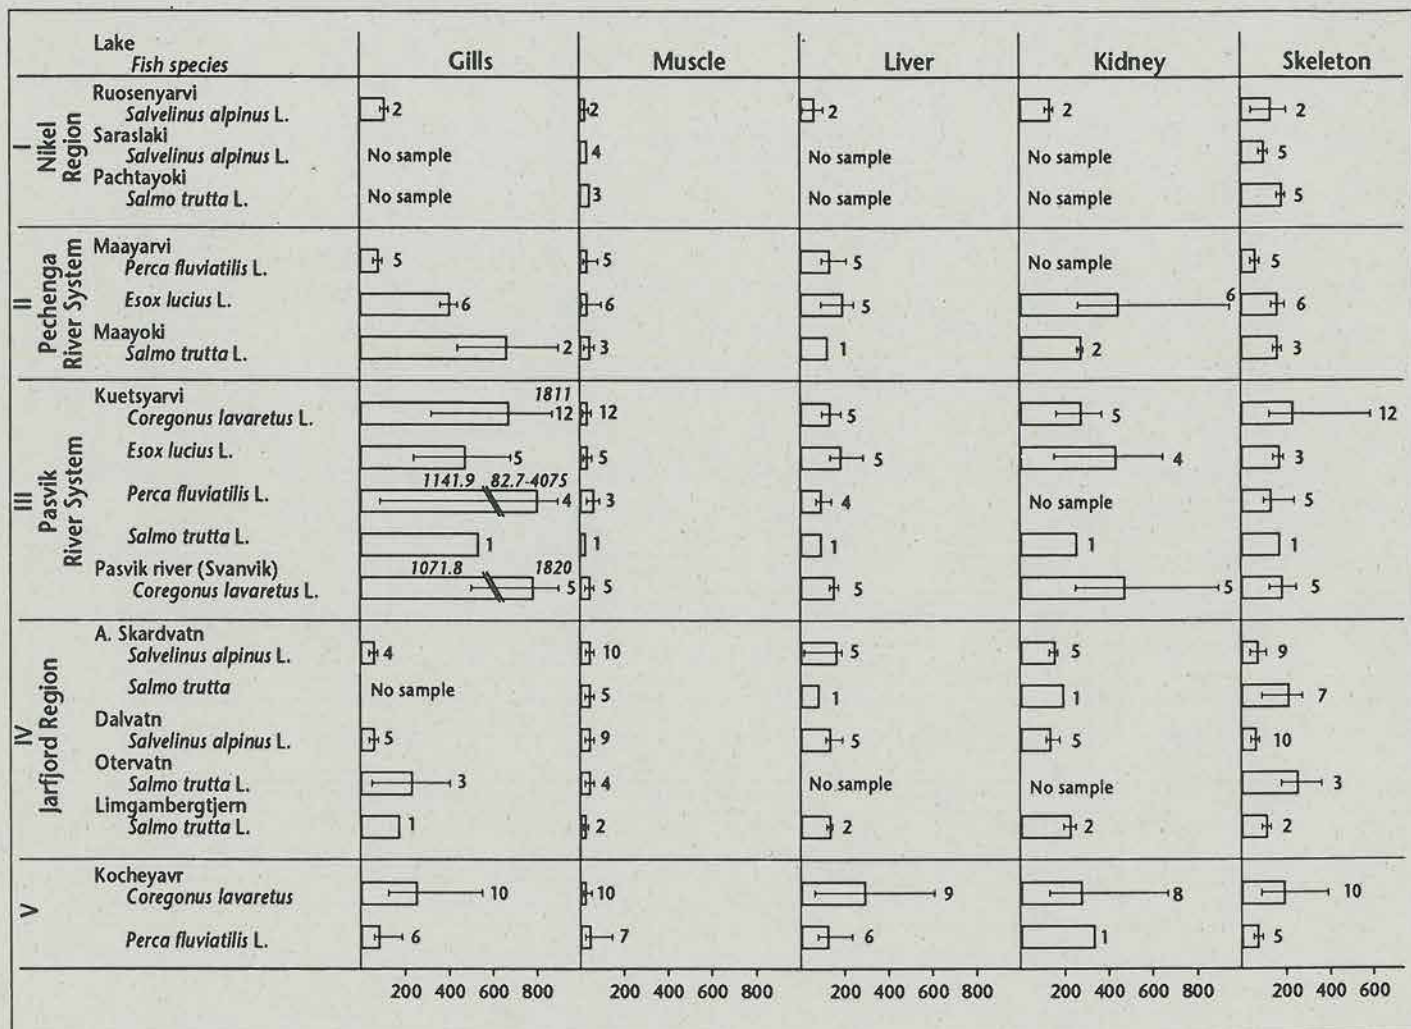 Lake
Fish species Gills Muscle Liver Kidney Skeleton
I
Nikel
Region
Ruosenyarvi
Salvelinus alpinus L. 2 2 2 2 2
Saraslaki
Salvelinus alpinus L. No sample 4 No sample No sample 5
Pachtayoki
Salmo trutta L. No sample 3 No sample No sample 5
II
Pechenga
River System
Maayarvi
Perca fluviatilis L. 5 5 5 No sample 5
Esox lucius L. 6 6 5 6 6
Maayoki
Salmo trutta L. 2 3 1 2 3
III
Pasvik
River System
Kuetsyarvi 1811
Coregonus lavaretus L. 12 12 5 5 12
Esox lucius L. 5 5 5 4 3
1141.9 82.7-4075
Perca fluviatilis L. 4 3 4 No sample 5
Salmo trutta L. 1 1 1 1 1
Pasvik river (Svanvik) 1071.8 1820
Coregonus lavaretus L. 5 5 5 5 5
IV
Jarfjord Region
A. Skardvatn
Salvelinus alpinus L. 4 10 5 5 9
Salmo trutta No sample 5 1 1 7
Dalvatn
Salvelinus alpinus L. 5 9 5 5 10
Otervatn
Salmo trutta L. 3 4 No sample No sample 3
Limgambergtjern
Salmo trutta L. 1 2 2 2 2
V
Kocheyavr
Coregonus lavaretus 10 10 9 8 10
Perca fluviatilis L. 6 7 6 1 5
200 400 600 800 200 400 600 800 200 400 600 800 200 400 600 800 200 400 600